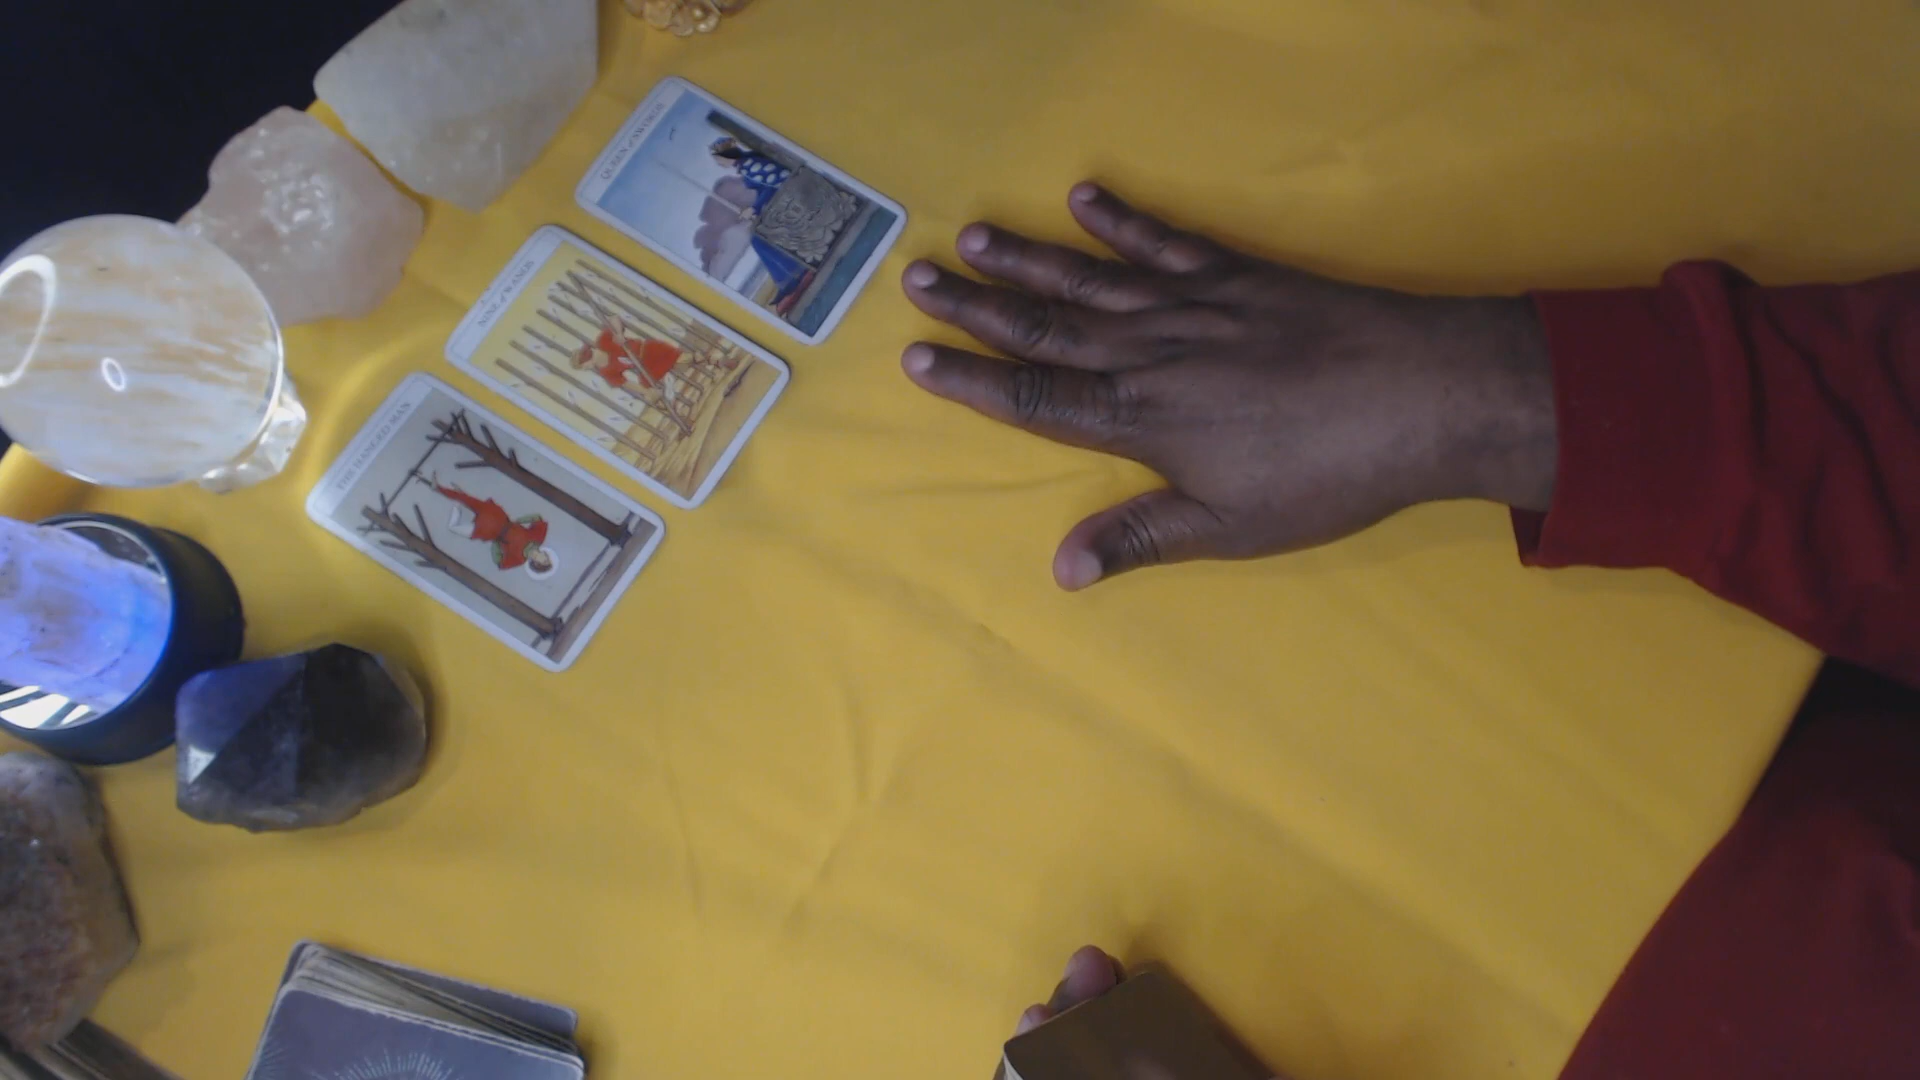 QUEEN of SWORDS
NINE of WANDS
THE HANGED MAN